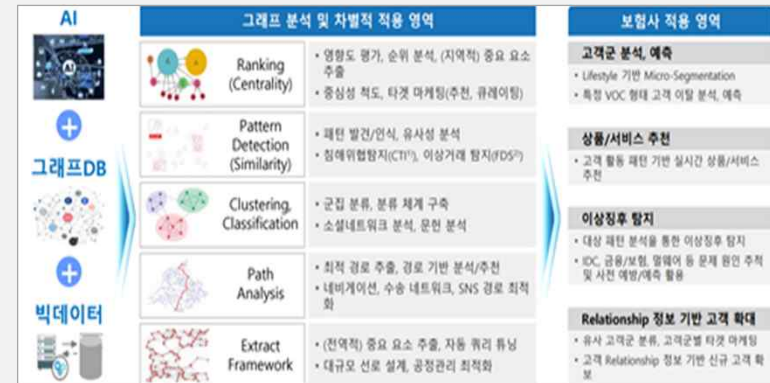 AI
AI
+
그래프DB
+
빅데이터
그래프 분석 및 차별적 적용 영역
Ranking
(Centrality)
• 영향도 평가, 순위 분석, (지역적) 중요 요소
추출
• 중심성 척도, 타겟 마케팅(추천, 큐레이팅)
Pattern
Detection
(Similarity)
• 패턴 발견/인식, 유사성 분석
• 침해위협탐지(CTI¹⁾), 이상거래 탐지(FDS²⁾)
Clustering,
Classification
• 군집 분류, 분류 체계 구축
• 소셜네트워크 분석, 문헌 분석
Path
Analysis
• 최적 경로 추출, 경로 기반 분석/추천
• 네비게이션, 수송 네트워크, SNS 경로 최적
화
Extract
Framework
• (전역적) 중요 요소 추출, 자동 쿼리 튜닝
• 대규모 선로 설계, 공정관리 최적화
보험사 적용 영역
고객군 분석, 예측
• Lifestyle 기반 Micro-Segmentation
• 특정 VOC 형태 고객 이탈 분석, 예측
상품/서비스 추천
• 고객 활동 패턴 기반 실시간 상품/서비스
추천
이상징후 탐지
• 대상 패턴 분석을 통한 이상징후 탐지
• IDC, 금융/보험, 멀웨어 등 문제 원인 추적
및 사전 예방/예측 활용
Relationship 정보 기반 고객 확대
• 유사 고객군 분류, 고객군별 타겟 마케팅
• 고객 Relationship 정보 기반 신규 고객 확
보